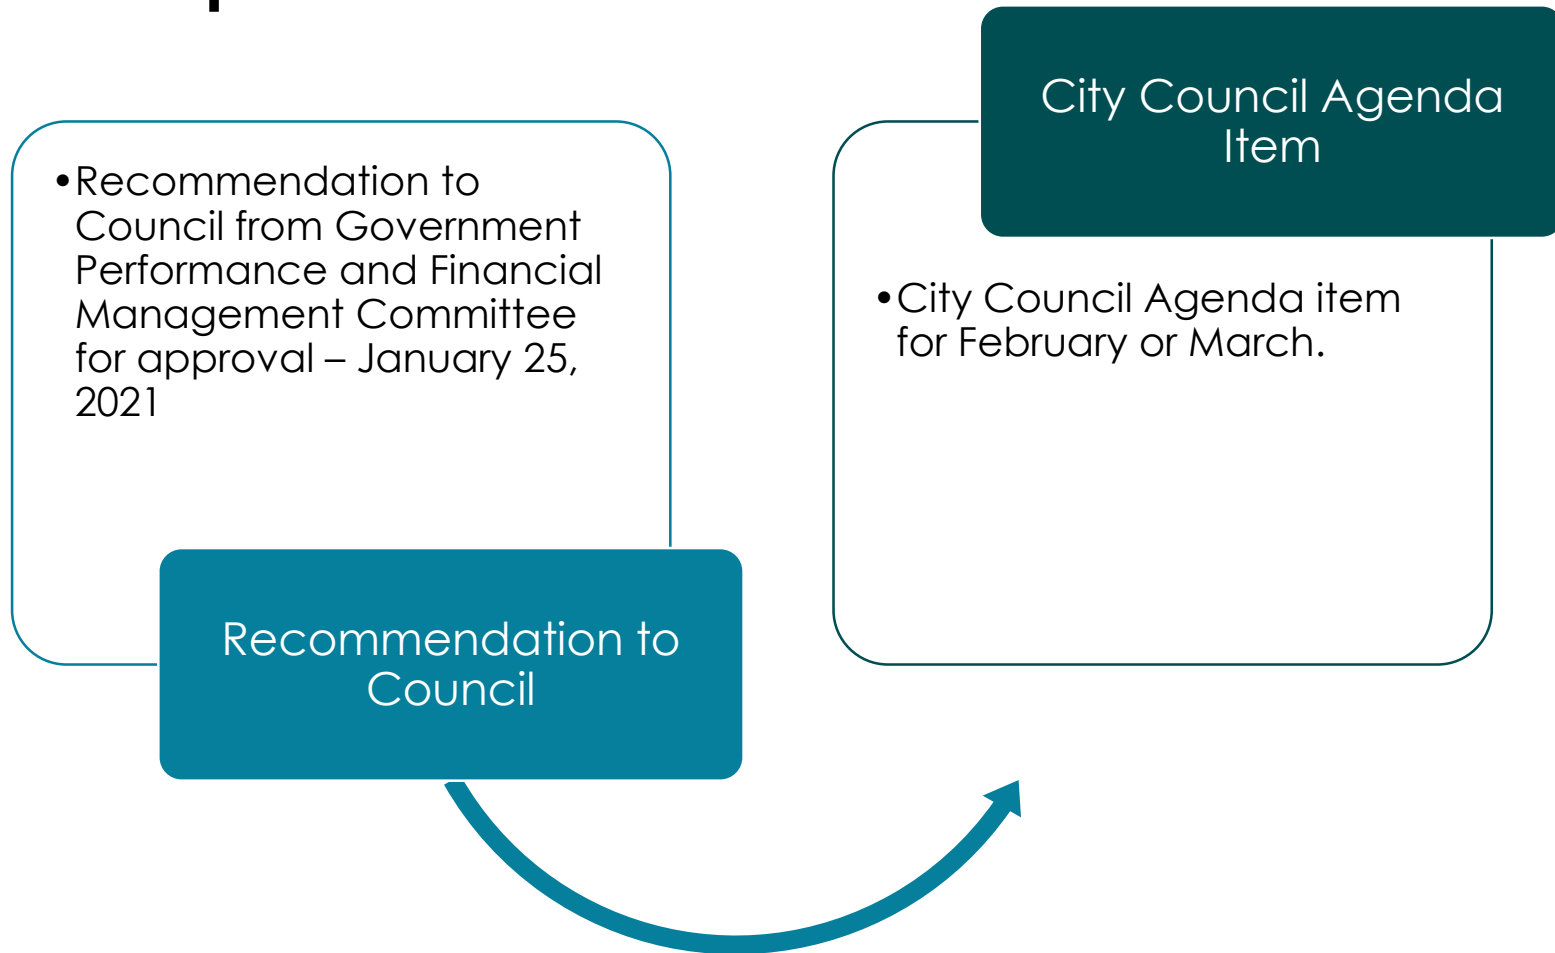 •Recommendation to
Council from Government
Performance and Financial
Management Committee
for approval – January 25,
2021
Recommendation to
Council
City Council Agenda
Item
•City Council Agenda item
for February or March.